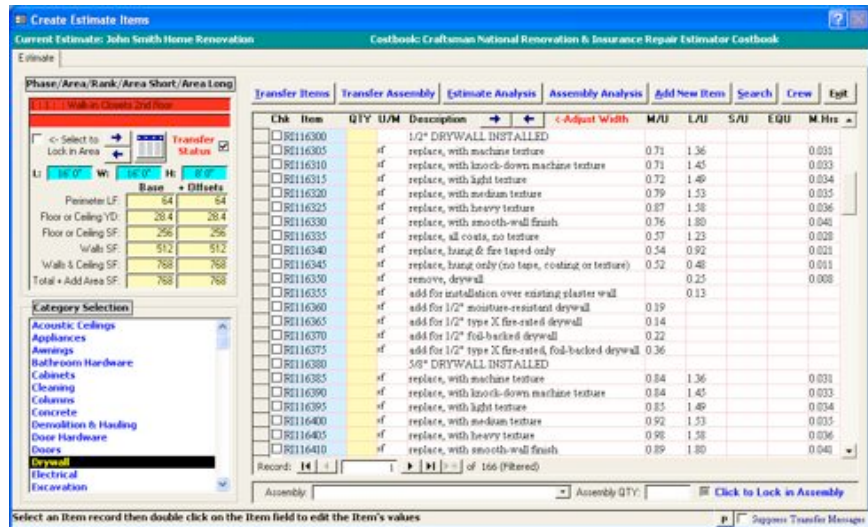 Create Estimate Items
Current Estimate: John Smith Home Renovation Costbook: Craftsman National Renovation & Insurance Repair Estimator Costbook
Estimate
Phase/Area/Rank/Area Short/Area Long
1 | 1 | | Walk-in Closets 2nd floor
<- Select to Lock in Area
Transfer Status
L: 16' 0" W: 16' 0" H: 8' 0"
Base + Offsets
Perimeter LF: 64 64
Floor or Ceiling YD: 28.4 28.4
Floor or Ceiling SF: 256 256
Walls SF: 512 512
Walls & Ceiling SF: 768 768
Total + Add Area SF: 768 768
Category Selection
Acoustic Ceilings
Appliances
Awnings
Bathroom Hardware
Cabinets
Cleaning
Columns
Concrete
Demolition & Hauling
Door Hardware
Doors
Drywall
Electrical
Excavation
Transfer Items Transfer Assembly Estimate Analysis Assembly Analysis Add New Item Search Crew Exit
Chk Item QTY U/M Description <-Adjust Width M/U L/U S/U EQU M.Hrs
RI116300 1/2" DRYWALL INSTALLED
RI116305 sf replace, with machine texture 0.71 1.36 0.031
RI116310 sf replace, with knock-down machine texture 0.71 1.45 0.033
RI116315 sf replace, with light texture 0.72 1.49 0.034
RI116320 sf replace, with medium texture 0.79 1.53 0.035
RI116325 sf replace, with heavy texture 0.87 1.58 0.036
RI116330 sf replace, with smooth-wall finish 0.76 1.80 0.041
RI116335 sf replace, all coats, no texture 0.57 1.23 0.028
RI116340 sf replace, hung & fire taped only 0.54 0.92 0.021
RI116345 sf replace, hung only (no tape, coating or texture) 0.52 0.48 0.011
RI116350 sf remove, drywall 0.25 0.008
RI116355 sf add for installation over existing plaster wall 0.13
RI116360 sf add for 1/2" moisture-resistant drywall 0.19
RI116365 sf add for 1/2" type X fire-rated drywall 0.14
RI116370 sf add for 1/2" foil-backed drywall 0.22
RI116375 sf add for 1/2" type X fire-rated, foil-backed drywall 0.36
RI116380 5/8" DRYWALL INSTALLED
RI116385 sf replace, with machine texture 0.84 1.36 0.031
RI116390 sf replace, with knock-down machine texture 0.84 1.45 0.033
RI116395 sf replace, with light texture 0.85 1.49 0.034
RI116400 sf replace, with medium texture 0.92 1.53 0.035
RI116405 sf replace, with heavy texture 0.98 1.58 0.036
RI116410 sf replace, with smooth-wall finish 0.89 1.80 0.041
Record: 1 of 166 (Filtered)
Assembly: Assembly QTY: Click to Lock in Assembly
Select an Item record then double click on the Item field to edit the Item's values P Suppress Transfer Messages